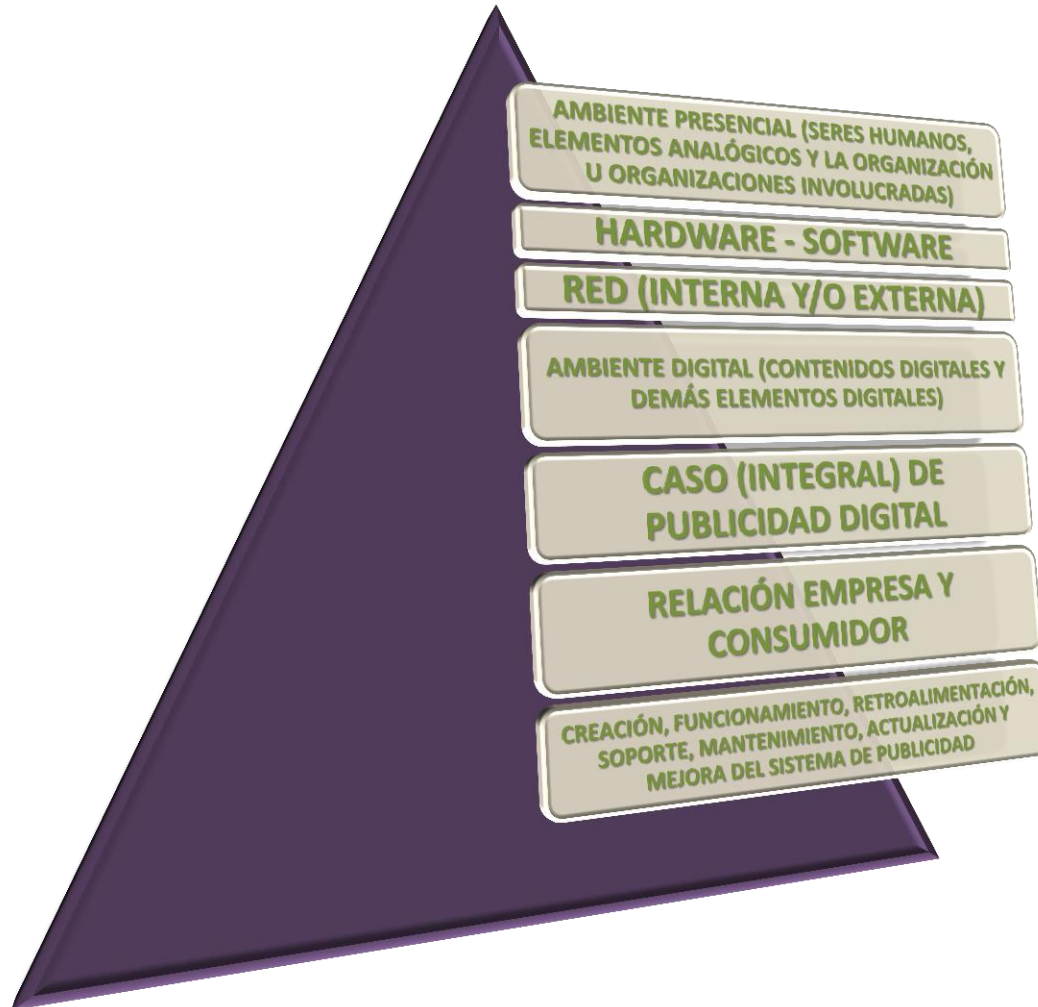 AMBIENTE PRESENCIAL (SERES HUMANOS,
ELEMENTOS ANALÓGICOS Y LA ORGANIZACIÓN
U ORGANIZACIONES INVOLUCRADAS)
HARDWARE - SOFTWARE
RED (INTERNA Y/O EXTERNA)
AMBIENTE DIGITAL (CONTENIDOS DIGITALES Y
DEMÁS ELEMENTOS DIGITALES)
CASO (INTEGRAL) DE
PUBLICIDAD DIGITAL
RELACIÓN EMPRESA Y
CONSUMIDOR
CREACIÓN, FUNCIONAMIENTO, RETROALIMENTACIÓN,
SOPORTE, MANTENIMIENTO, ACTUALIZACIÓN Y
MEJORA DEL SISTEMA DE PUBLICIDAD